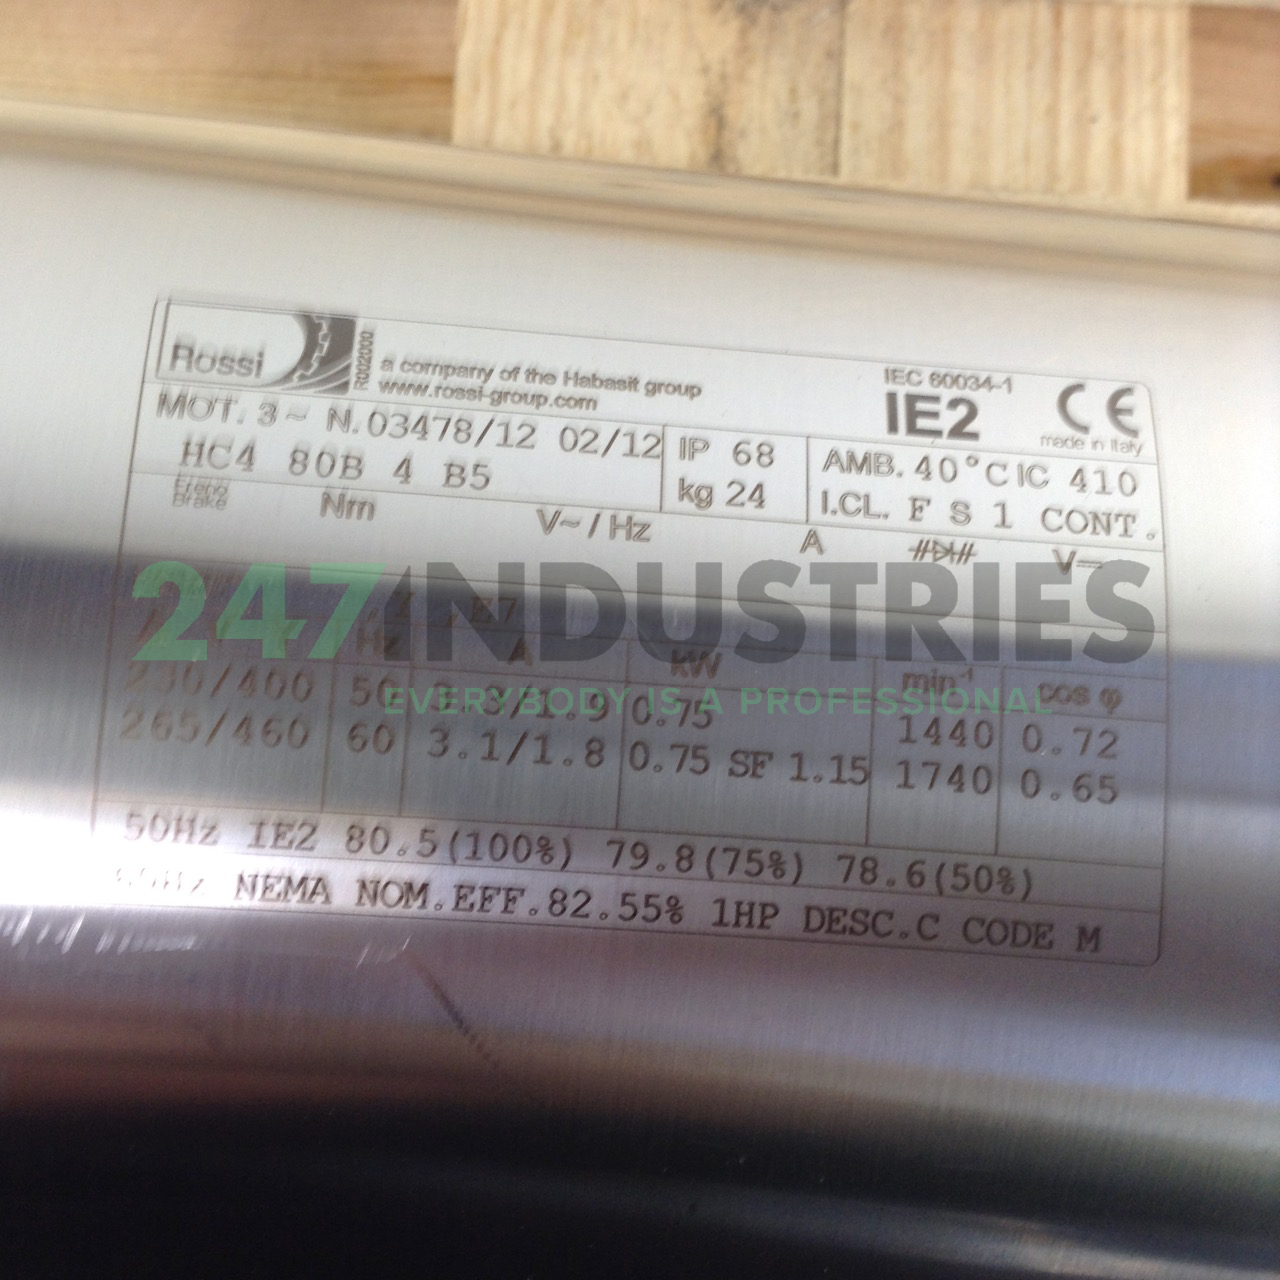 Rossi
R002000
a company of the Habasit group
www.rossi-group.com
IEC 60034-1
IE2
CE
made in Italy
MOT. 3~ N.03478/12 02/12
HC4 80B 4 B5
IP 68
kg 24
AMB. 40°C IC 410
I.CL. F S 1 CONT.
Freno
Brake
Nm
V~ / Hz
A
V=
247INDUSTRIES
EVERYBODY IS A PROFESSIONAL
Hz
A
kW
min-1
cos φ
230/400 50 /1.9 0.75 1440 0.72
265/460 60 3.1/1.8 0.75 SF 1.15 1740 0.65
50Hz IE2 80.5(100%) 79.8(75%) 78.6(50%)
60Hz NEMA NOM.EFF.82.55% 1HP DESC.C CODE M